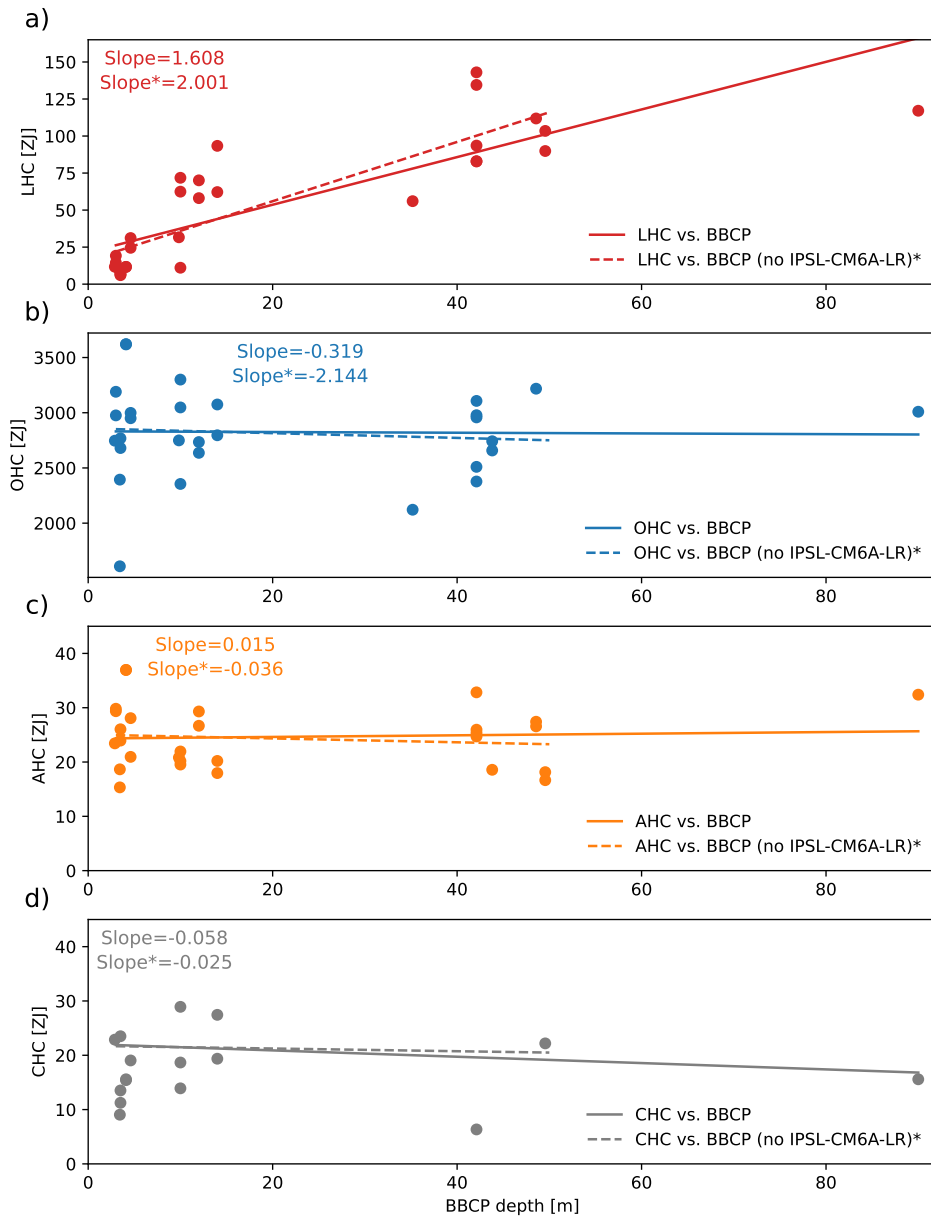 a)
Slope=1.608
Slope*=2.001
LHC [ZJ]
150
125
100
75
50
25
0
LHC vs. BBCP
LHC vs. BBCP (no IPSL-CM6A-LR)*
0 20 40 60 80
b)
Slope=-0.319
Slope*=-2.144
OHC [ZJ]
3500
3000
2500
2000
OHC vs. BBCP
OHC vs. BBCP (no IPSL-CM6A-LR)*
0 20 40 60 80
c)
Slope=0.015
Slope*=-0.036
AHC [ZJ]
40
30
20
10
0
AHC vs. BBCP
AHC vs. BBCP (no IPSL-CM6A-LR)*
0 20 40 60 80
d)
Slope=-0.058
Slope*=-0.025
CHC [ZJ]
40
30
20
10
0
CHC vs. BBCP
CHC vs. BBCP (no IPSL-CM6A-LR)*
0 20 40 60 80
BBCP depth [m]